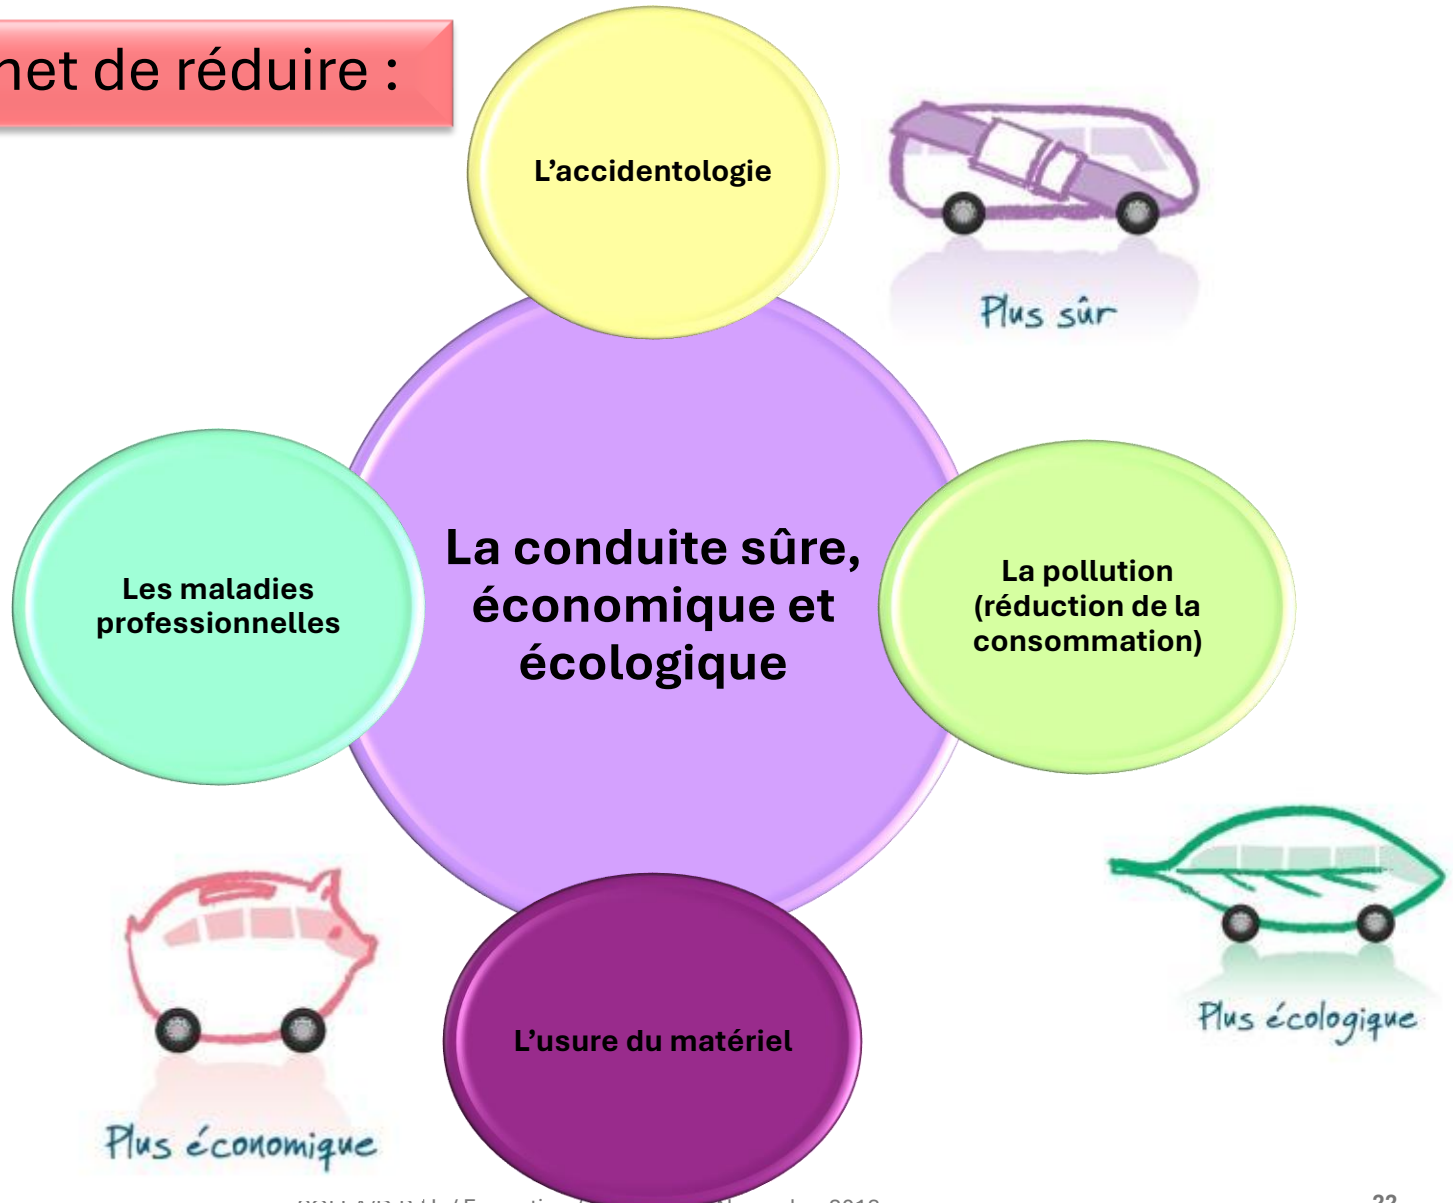 de réduire :
L'accidentologie
Plus sûr
La conduite sûre,
économique et
écologique
Les maladies
professionnelles
La pollution
(réduction de la
consommation)
L'usure du matériel
Plus économique
Plus écologique
22